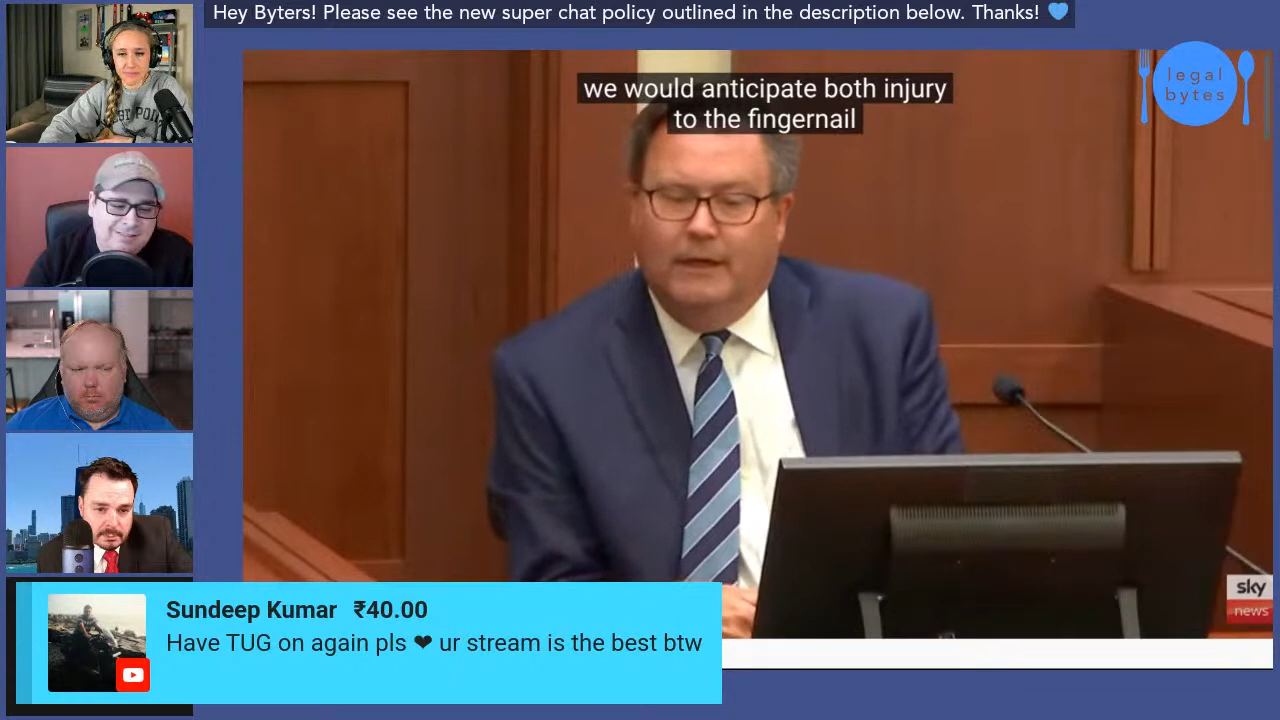 Hey Byters! Please see the new super chat policy outlined in the description below. Thanks! 💙
legal
bytes
we would anticipate both injury
to the fingernail
sky
news
Sundeep Kumar ₹40.00
Have TUG on again pls ❤ ur stream is the best btw